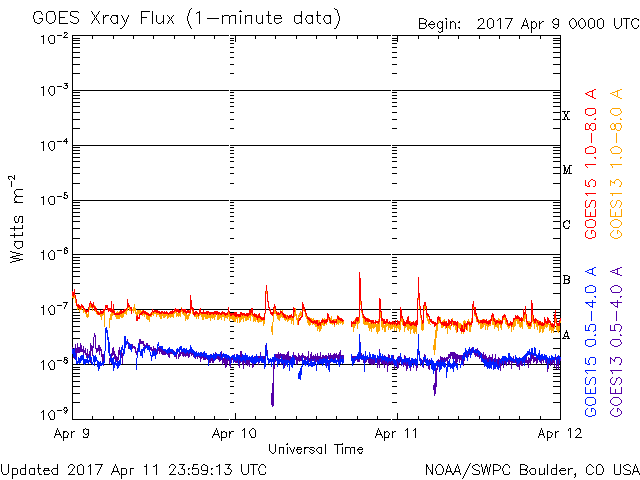 GOES Xray Flux (1-minute data)
Begin: 2017 Apr 9 0000 UTC
10-2
10-3
10-4
10-5
10-6
10-7
10-8
10-9
Watts m-2
X
M
C
B
A
GOES15 1.0-8.0 A
GOES13 1.0-8.0 A
GOES15 0.5-4.0 A
GOES13 0.5-4.0 A
Apr 9
Apr 10
Apr 11
Apr 12
Universal Time
Updated 2017 Apr 11 23:59:13 UTC
NOAA/SWPC Boulder, CO USA